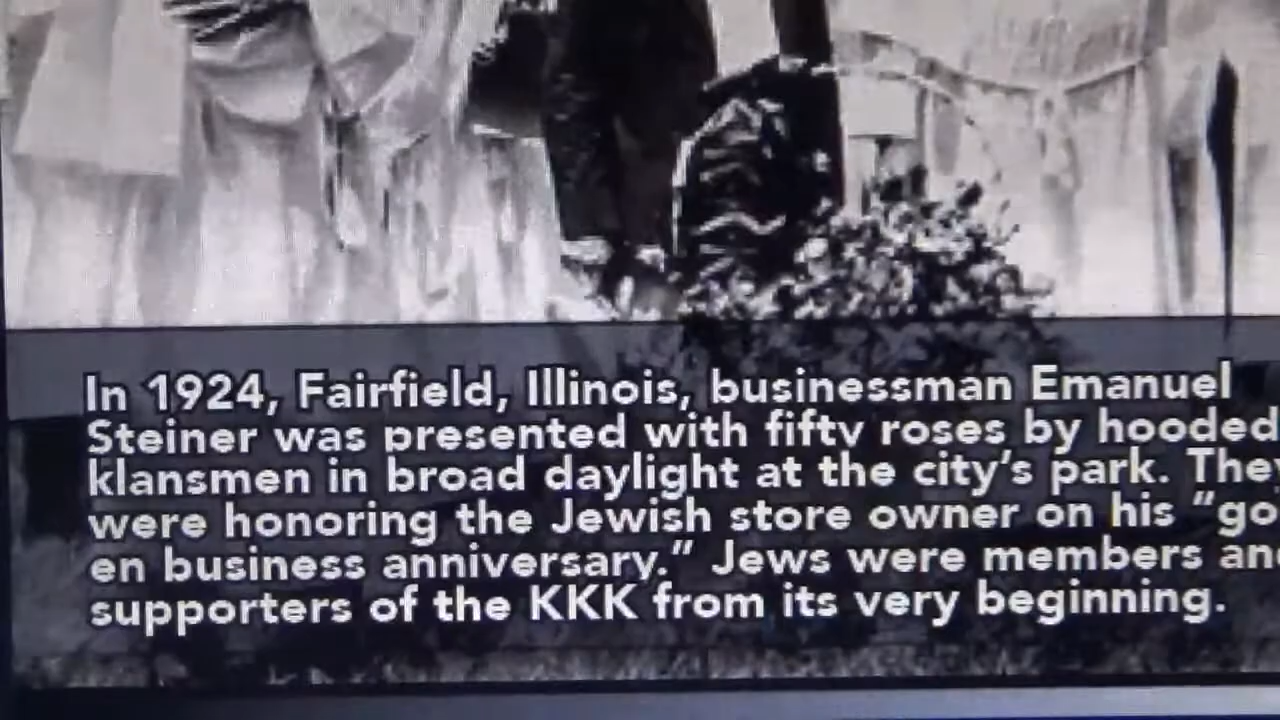 In 1924, Fairfield, Illinois, businessman Emanuel
Steiner was presented with fifty roses by hooded
klansmen in broad daylight at the city's park. They
were honoring the Jewish store owner on his "go
en business anniversary." Jews were members and
supporters of the KKK from its very beginning.